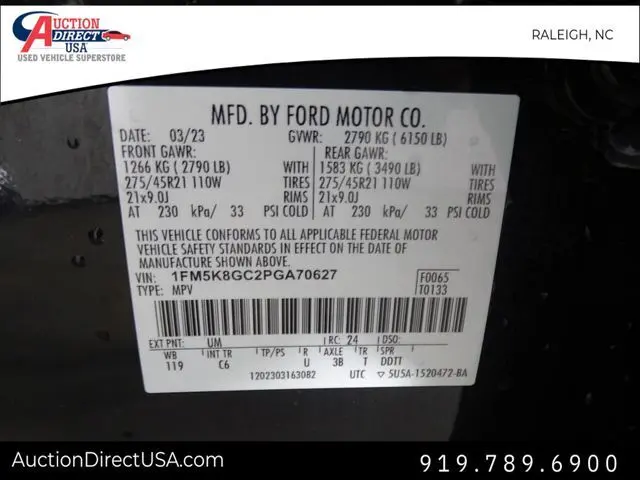 AUCTION
DIRECT
USA
USED VEHICLE SUPERSTORE
RALEIGH, NC
MFD. BY FORD MOTOR CO.
DATE: 03/23 GVWR: 2790 KG ( 6150 LB)
FRONT GAWR: REAR GAWR:
1266 KG ( 2790 LB) WITH 1583 KG ( 3490 LB) WITH
275/45R21 110W TIRES 275/45R21 110W TIRES
21x9.0J RIMS 21x9.0J RIMS
AT 230 kPa/ 33 PSI COLD AT 230 kPa/ 33 PSI COLD
THIS VEHICLE CONFORMS TO ALL APPLICABLE FEDERAL MOTOR
VEHICLE SAFETY STANDARDS IN EFFECT ON THE DATE OF
MANUFACTURE SHOWN ABOVE.
VIN: 1FM5K8GC2PGA70627 F0065
TYPE: MPV T0133
EXT PNT: UM RC: 24 DSO:
WB INT TR TP/PS R AXLE TR SPR
119 C6 U 3B T DDTT
1202303163082 UTC ▽ 5U5A-1520472-BA
AuctionDirectUSA.com 919.789.6900